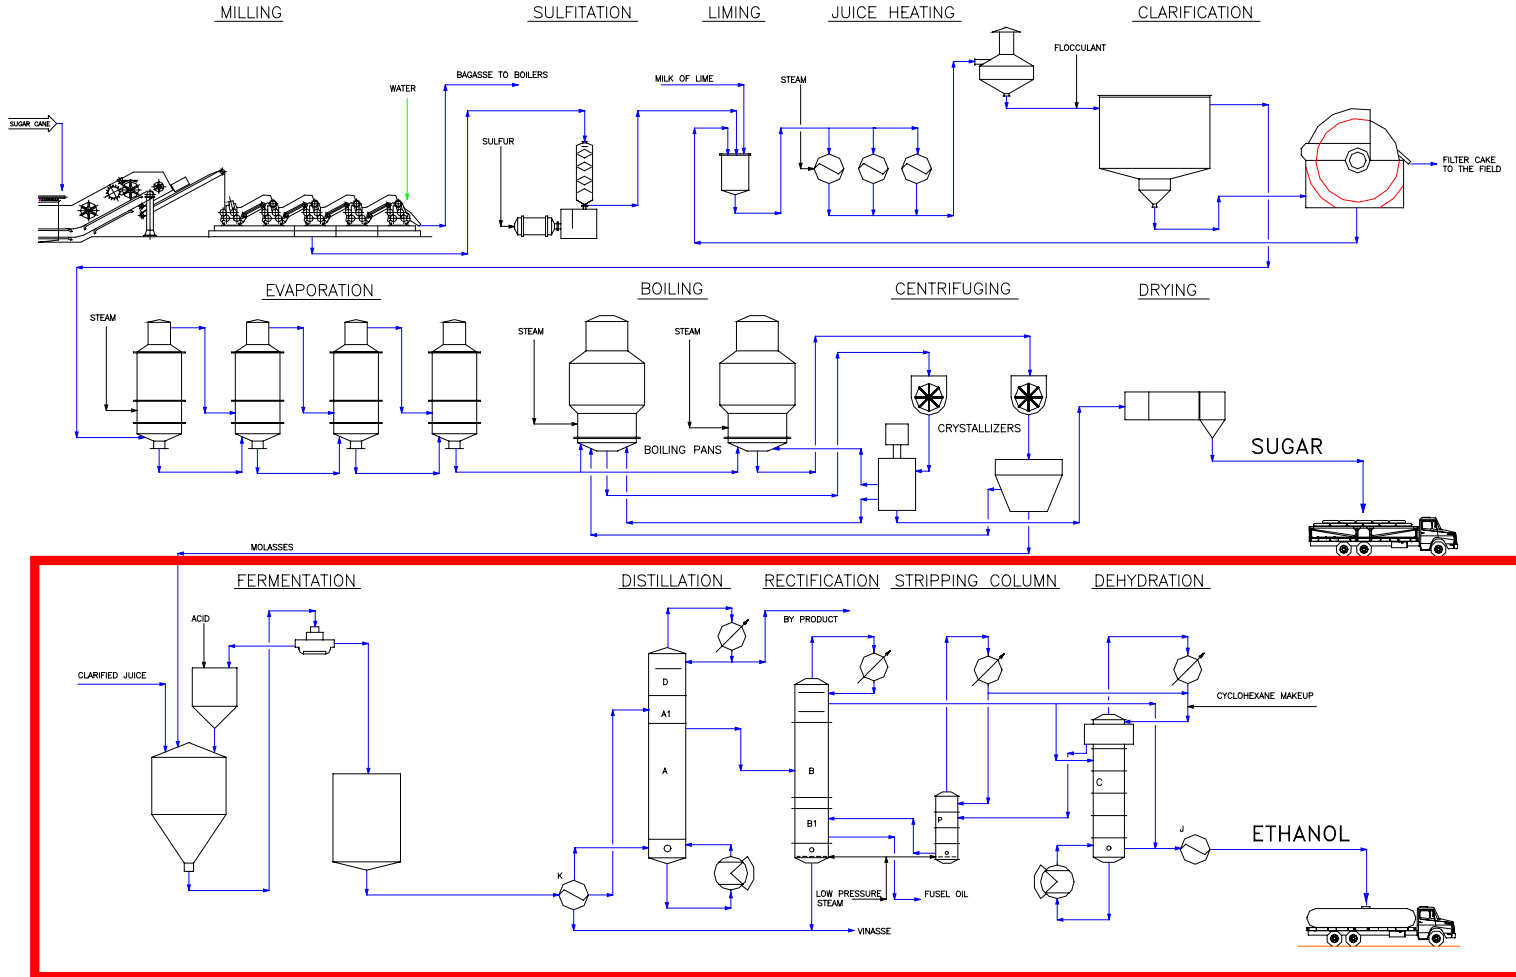 MILLING
SULFITATION
LIMING
JUICE HEATING
CLARIFICATION
FLOCCULANT
BAGASSE TO BOILERS
MILK OF LIME
STEAM
WATER
SUGAR CANE
SULFUR
FILTER CAKE
TO THE FIELD
EVAPORATION
BOILING
CENTRIFUGING
DRYING
STEAM
STEAM
STEAM
CRYSTALLIZERS
BOILING PANS
SUGAR
MOLASSES
FERMENTATION
DISTILLATION
RECTIFICATION
STRIPPING COLUMN
DEHYDRATION
ACID
BY PRODUCT
CLARIFIED JUICE
D
CYCLOHEXANE MAKEUP
A1
A
B
C
P
B1
J
ETHANOL
K
LOW PRESSURE
STEAM
FUSEL OIL
VINASSE